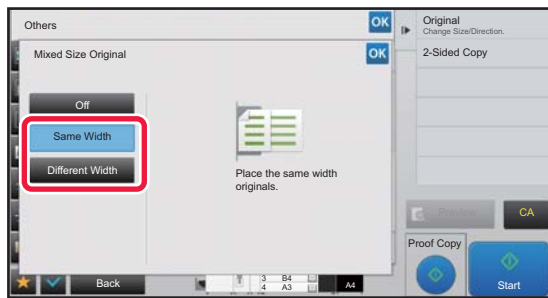 Others
OK
Mixed Size Original
OK
Off
Same Width
Different Width
Place the same width
originals.
Original
Change Size/Direction.
2-Sided Copy
Preview
CA
Proof Copy
Start
Back
3 B4
4 A3
A4